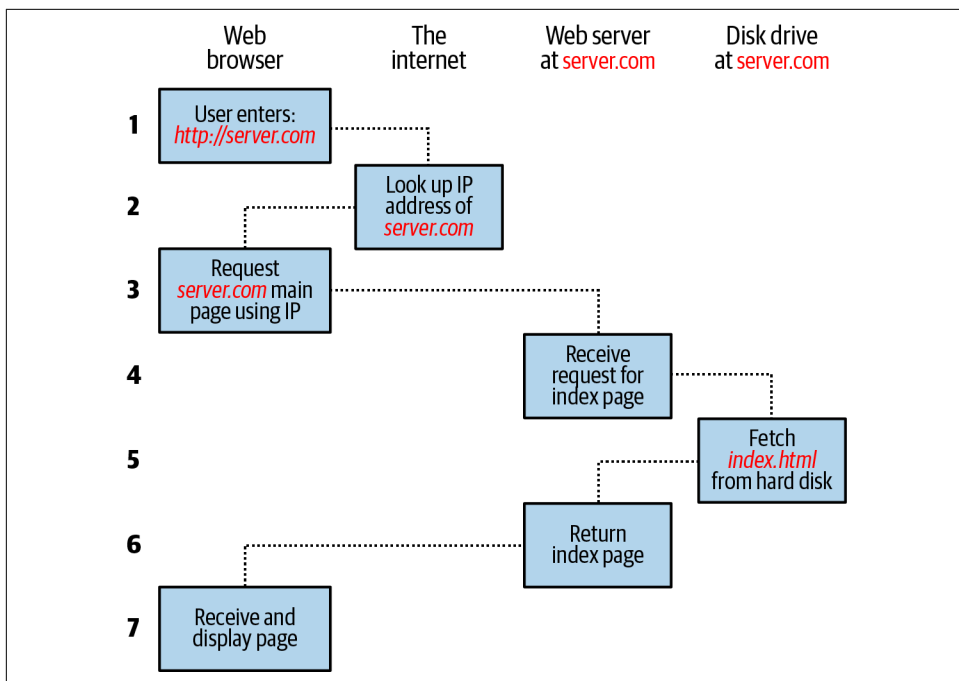 Web
browser
The
internet
Web server
at server.com
Disk drive
at server.com
1
User enters:
http://server.com
2
Look up IP
address of
server.com
3
Request
server.com main
page using IP
4
Receive
request for
index page
5
Fetch
index.html
from hard disk
6
Return
index page
7
Receive and
display page